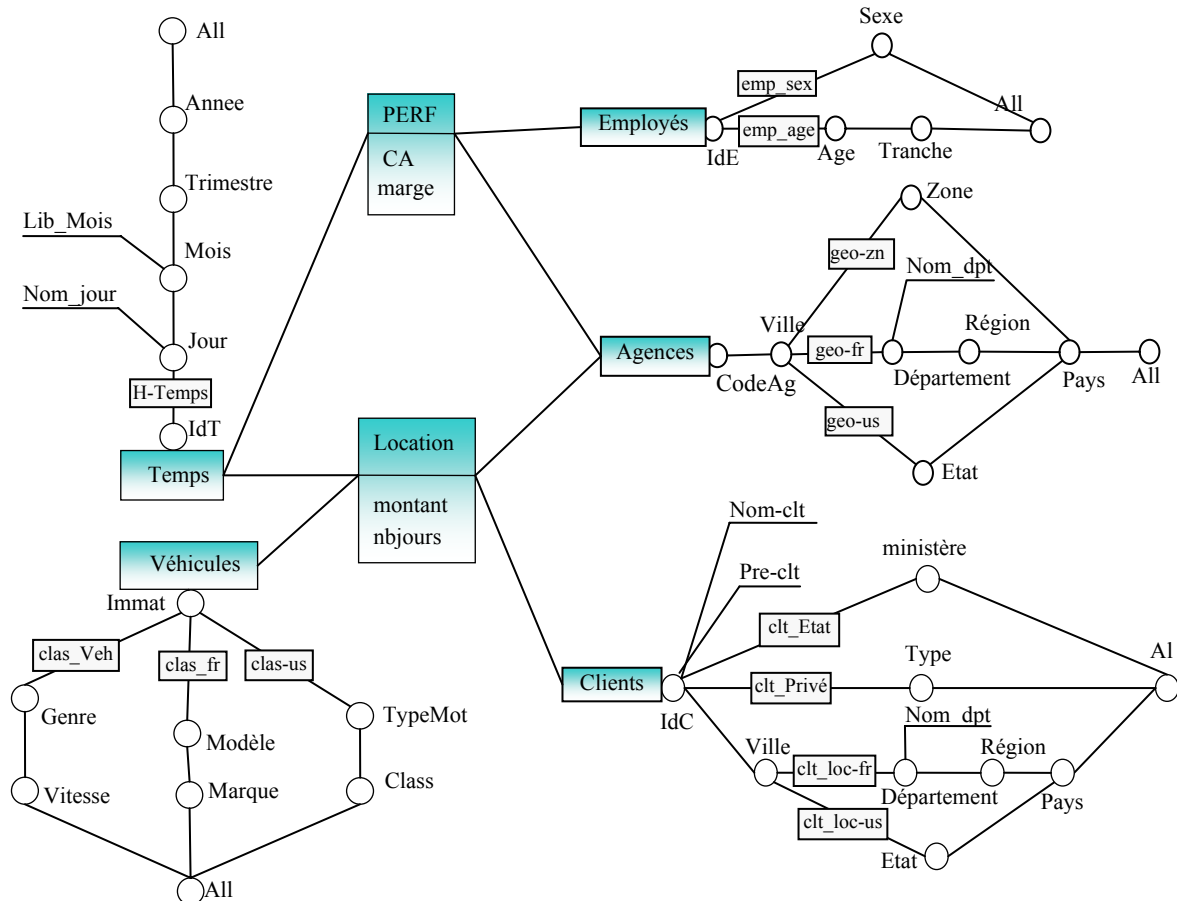 All
Annee
Trimestre
Lib_Mois
Mois
Nom_jour
Jour
H-Temps
IdT
Temps
PERF
CA
marge
Location
montant
nbjours
Employés
IdE
emp_sex
Sexe
emp_age
Age
Tranche
All
Agences
CodeAg
Ville
geo-zn
Zone
geo-fr
Nom_dpt
Département
Région
Pays
All
geo-us
Etat
Véhicules
Immat
clas_Veh
clas_fr
clas-us
Genre
Modèle
TypeMot
Vitesse
Marque
Class
All
Clients
IdC
Nom-clt
Pre-clt
clt_Etat
ministère
clt_Privé
Type
Al
Ville
clt_loc-fr
Nom_dpt
Département
Région
Pays
clt_loc-us
Etat